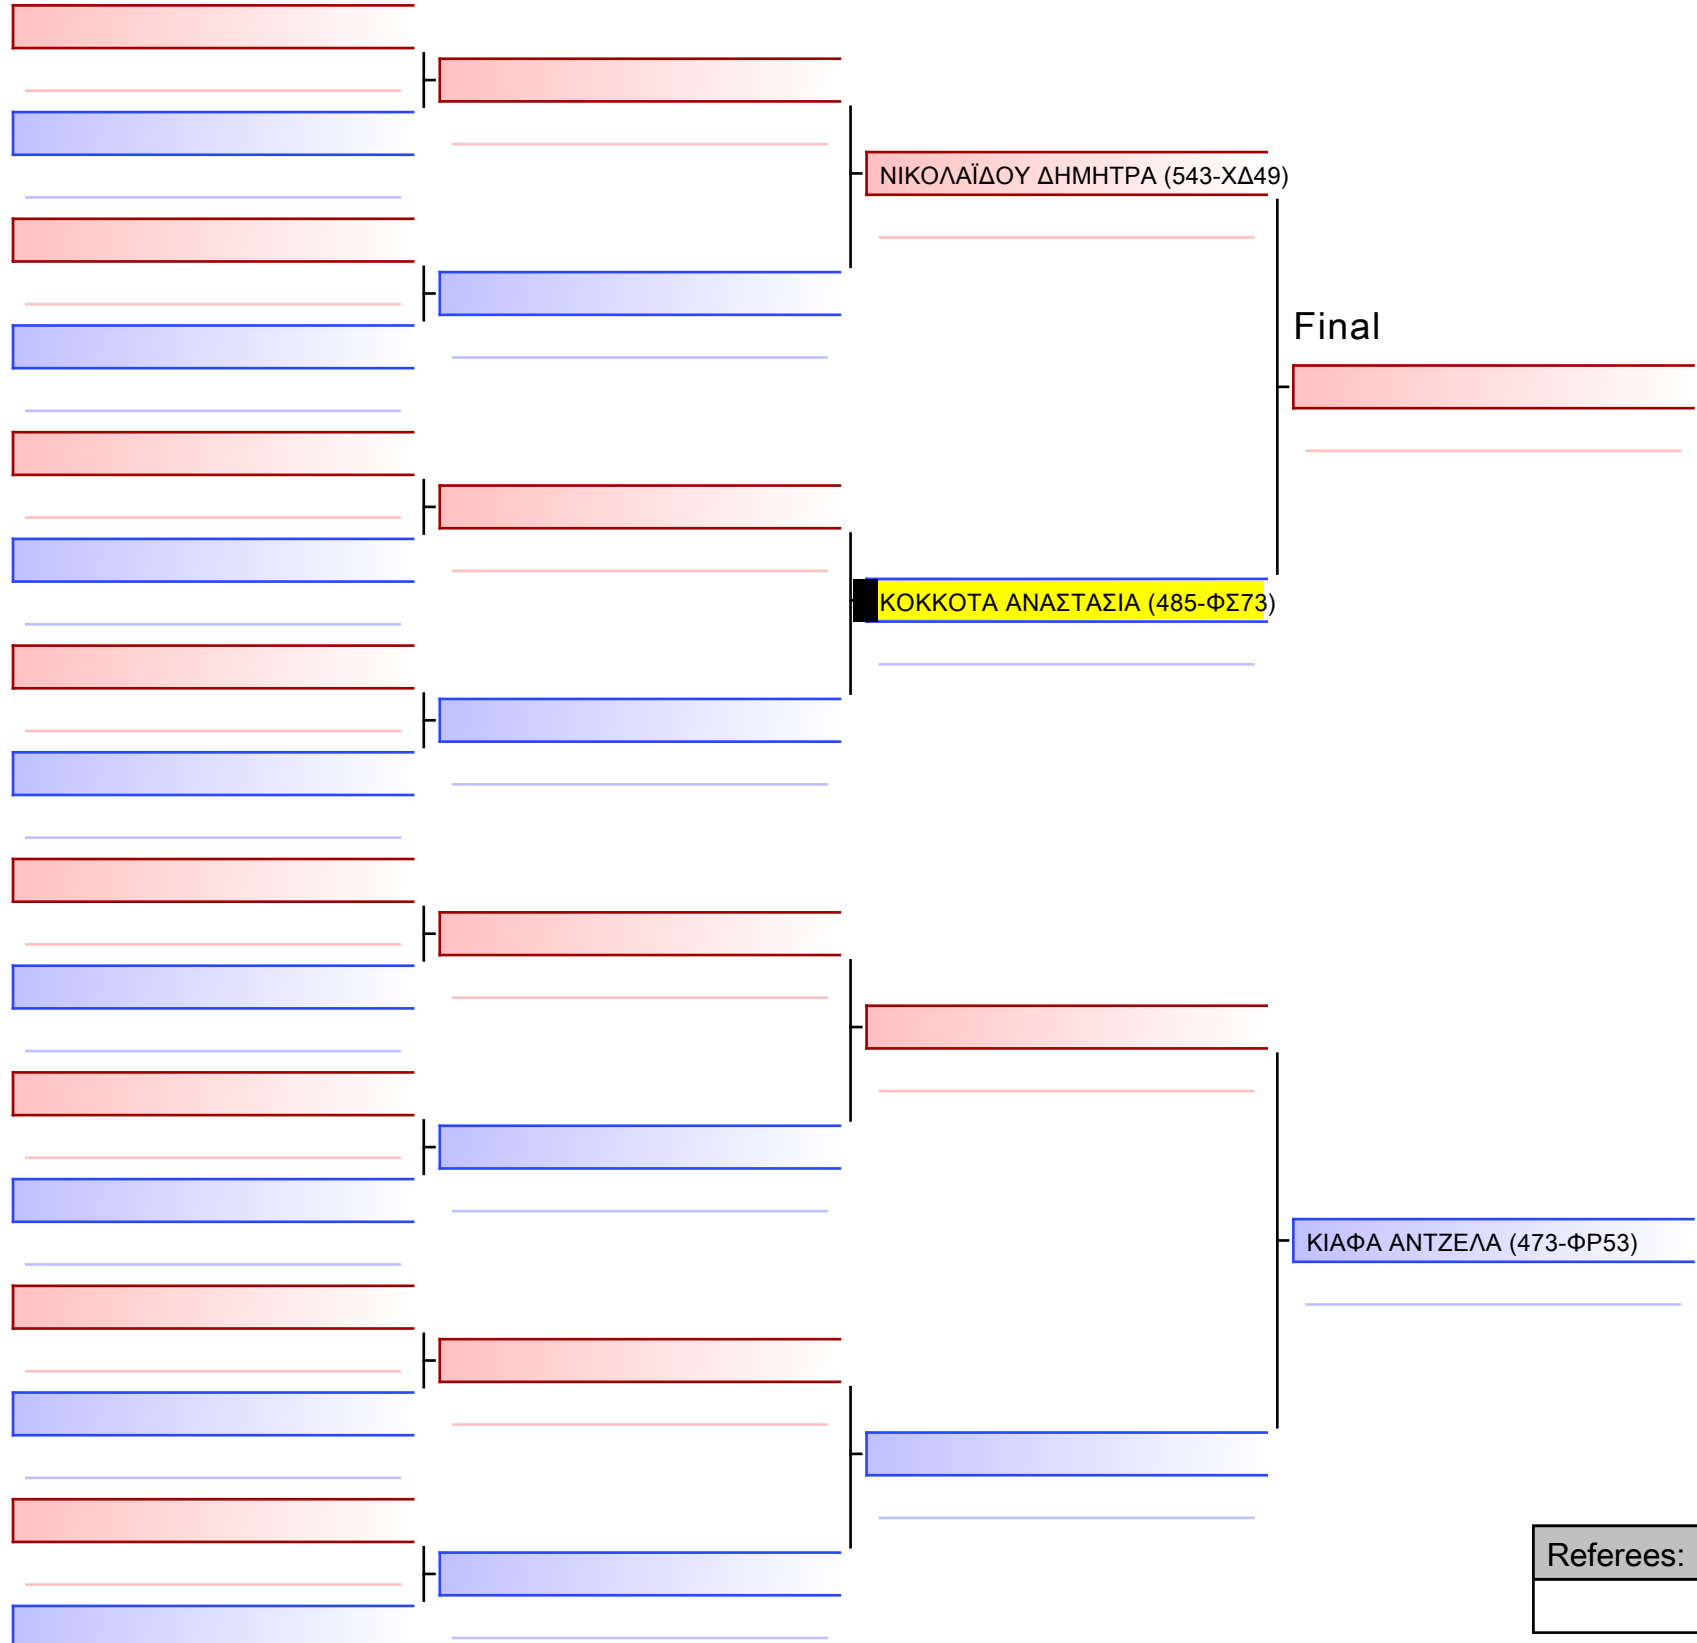 ΝΙΚΟΛΑΪΔΟΥ ΔΗΜΗΤΡΑ (543-ΧΔ49)
Final
ΚΟΚΚΟΤΑ ΑΝΑΣΤΑΣΙΑ (485-ΦΣ73)
ΚΙΑΦΑ ΑΝΤΖΕΛΑ (473-ΦΡ53)
Referees: